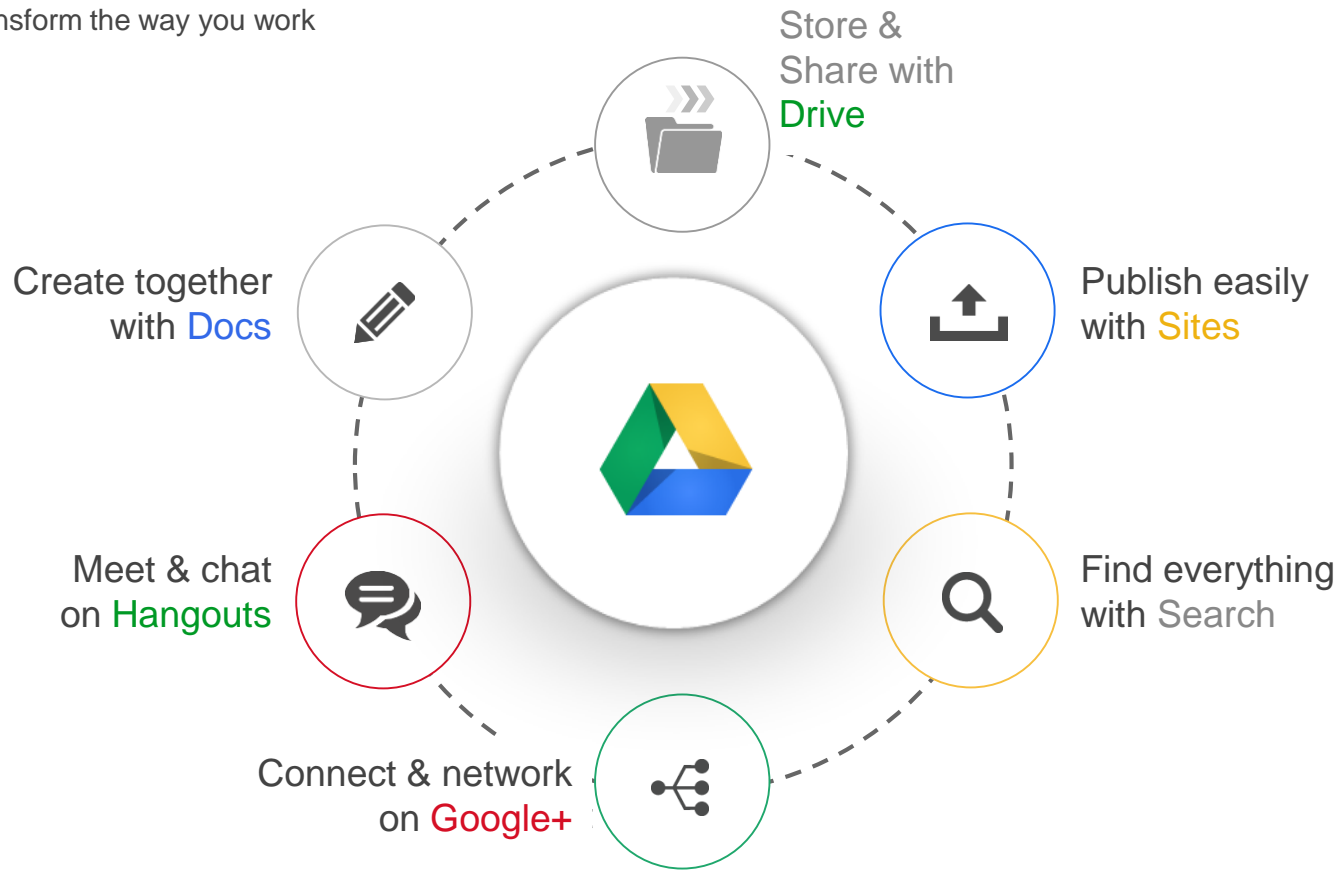 nsform the way you work
Store &
Share with
Drive
Create together
with Docs
Publish easily
with Sites
Meet & chat
on Hangouts
Find everything
with Search
Connect & network
on Google+